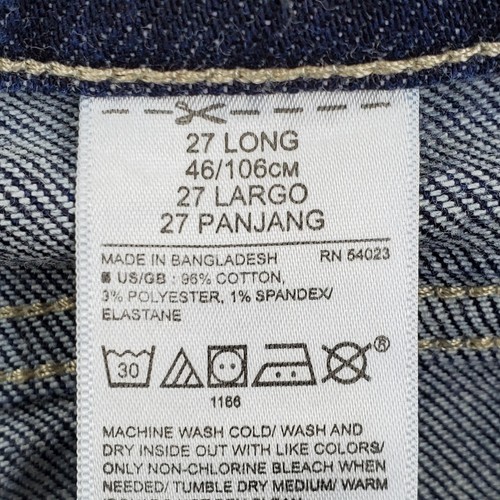 27 LONG
46/106CM
27 LARGO
27 PANJANG
MADE IN BANGLADESH RN 54023
US/GB : 96% COTTON,
3% POLYESTER, 1% SPANDEX/
ELASTANE
30
®
1166
MACHINE WASH COLD/ WASH AND
DRY INSIDE OUT WITH LIKE COLORS/
ONLY NON-CHLORINE BLEACH WHEN
NEEDED/ TUMBLE DRY MEDIUM/ WARM